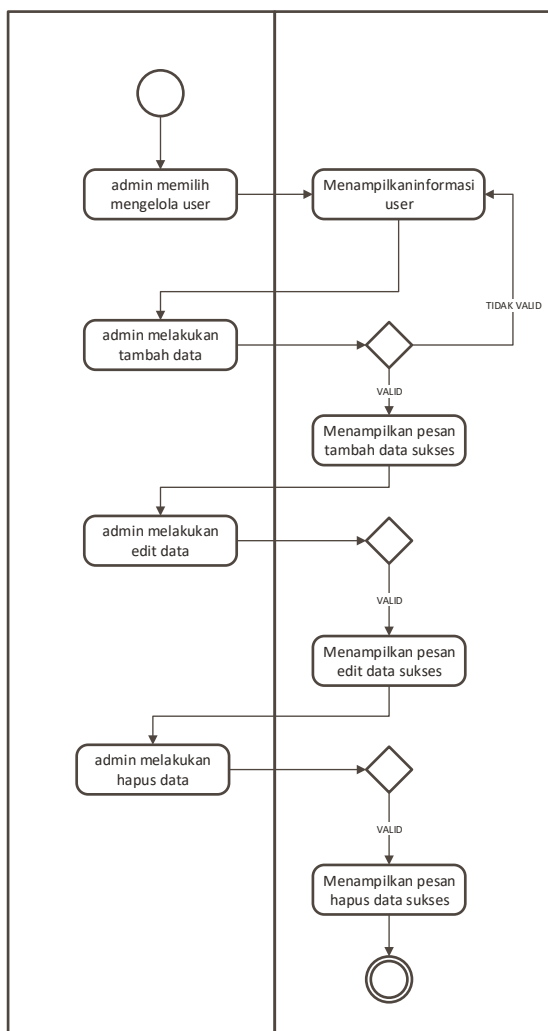 admin memilih
mengelola user
Menampilkaninformasi
user
TIDAK VALID
admin melakukan
tambah data
VALID
Menampilkan pesan
tambah data sukses
admin melakukan
edit data
VALID
Menampilkan pesan
edit data sukses
admin melakukan
hapus data
VALID
Menampilkan pesan
hapus data sukses